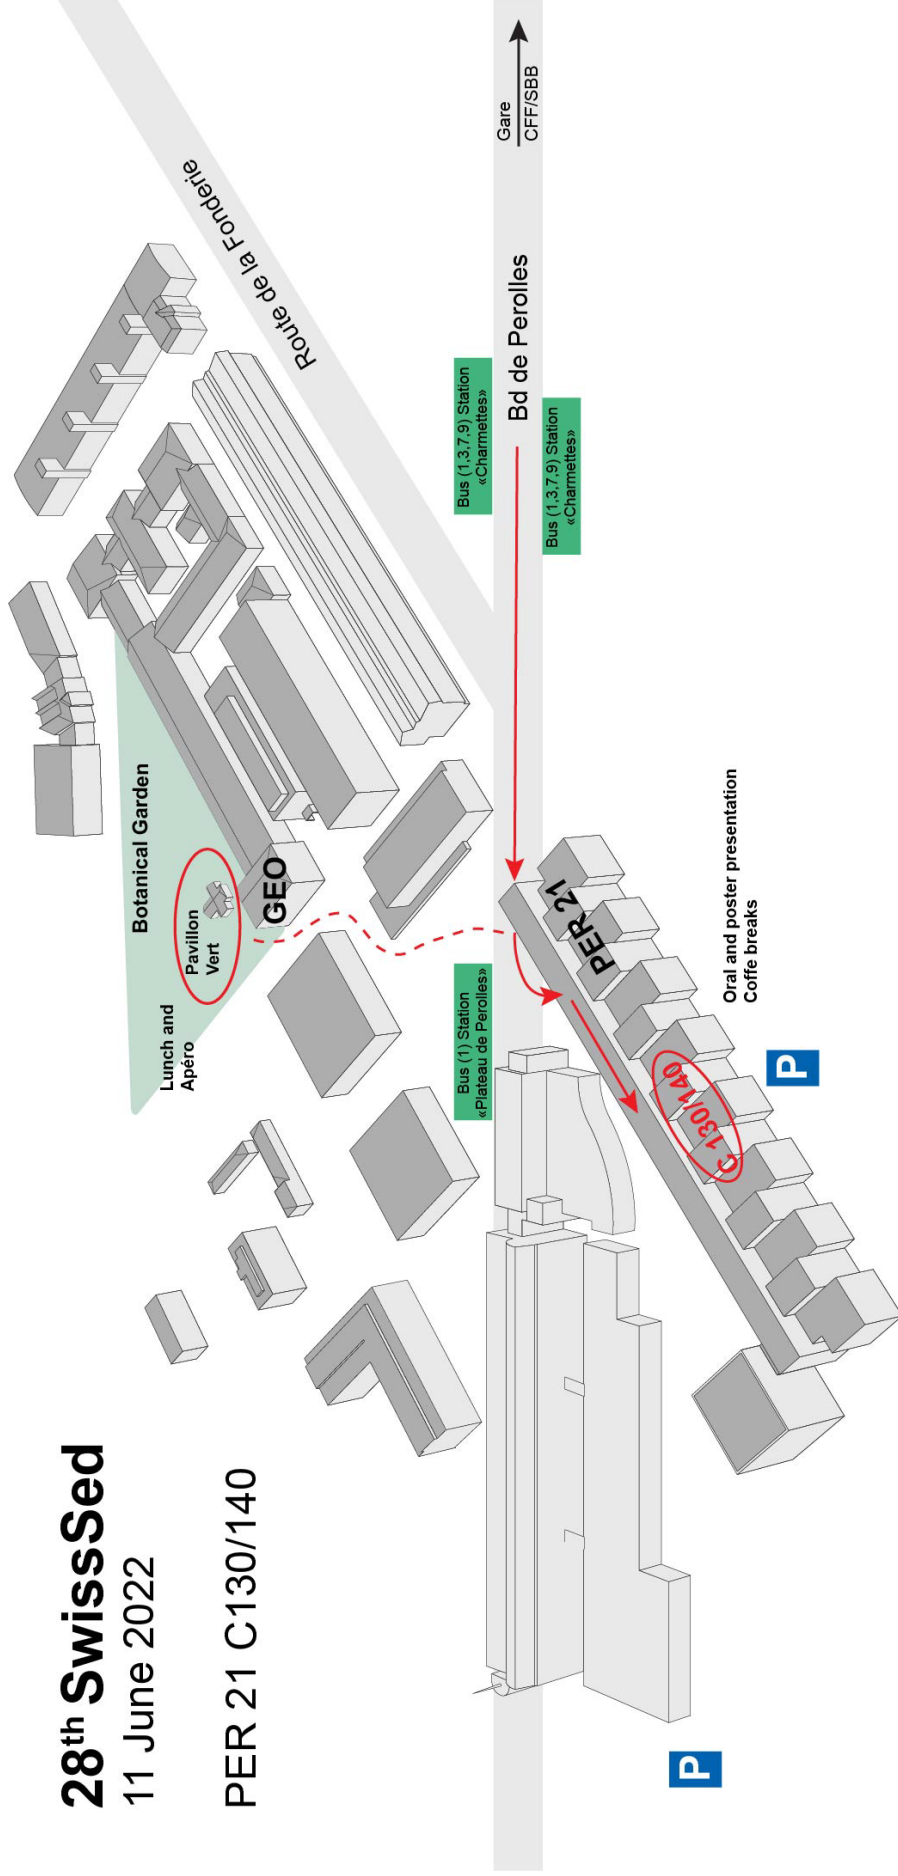 28th SwissSed
11 June 2022
PER 21 C130/140
Lunch and
Apéro
Botanical Garden
Pavillon
Vert
GEO
Route de la Fonderie
Bus (1) Station
«Plateau de Perolles»
Bus (1,3,7,9) Station
«Charmettes»
Bd de Perolles
Gare
CFF/SBB
Bus (1,3,7,9) Station
«Charmettes»
PER 21
C 130/140
Oral and poster presentation
Coffe breaks
P
P